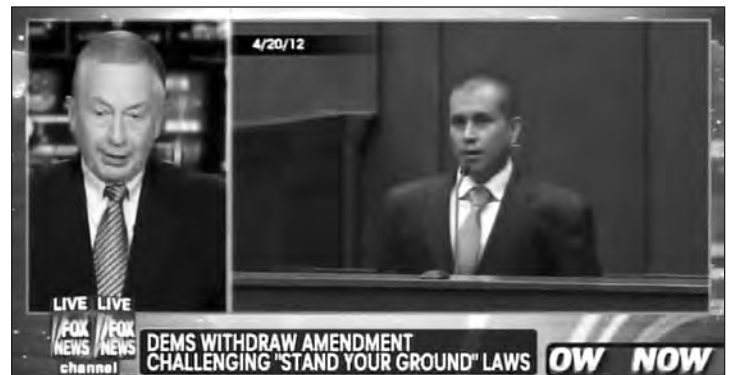 4/20/12
LIVE LIVE
FOX FOX
NEWS NEWS
channel
DEMS WITHDRAW AMENDMENT
CHALLENGING "STAND YOUR GROUND" LAWS
OW NOW